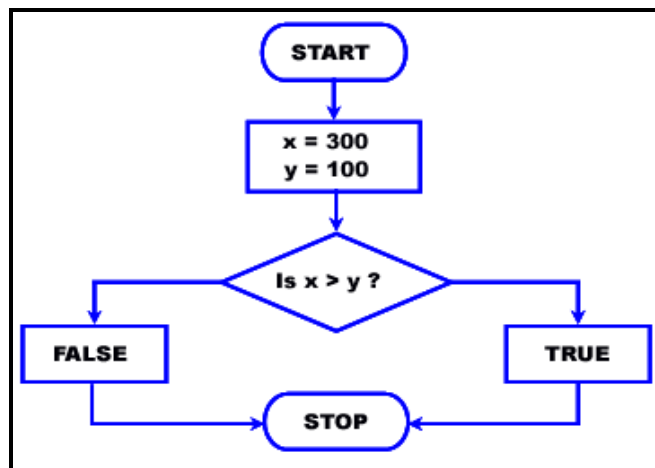 START
x = 300
y = 100
Is x > y ?
FALSE
TRUE
STOP